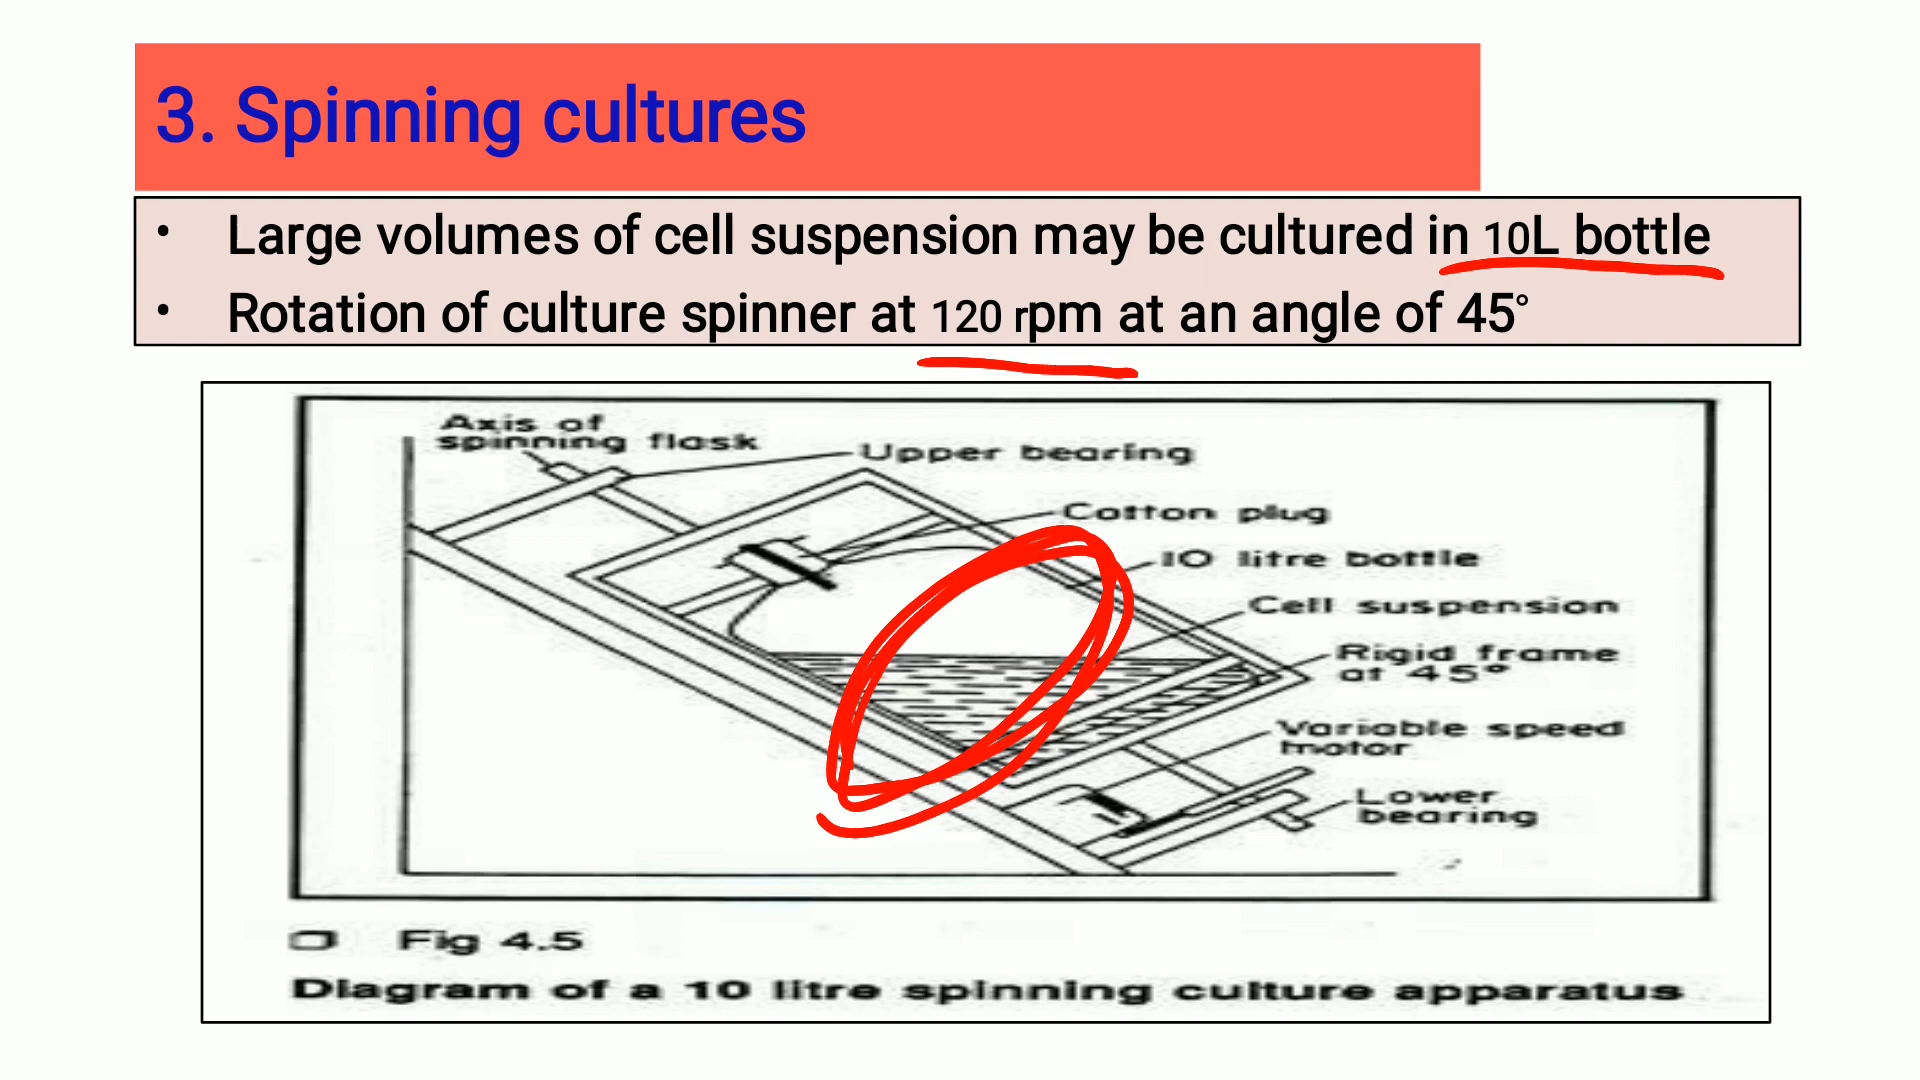 3. Spinning cultures
• Large volumes of cell suspension may be cultured in 10L bottle
• Rotation of culture spinner at 120 rpm at an angle of 45°
Axis of
spinning flask
Upper bearing
Cotton plug
10 litre bottle
Cell suspension
Rigid frame
at 45°
Variable speed
motor
Lower
bearing
Fig 4.5
Diagram of a 10 litre spinning culture apparatus